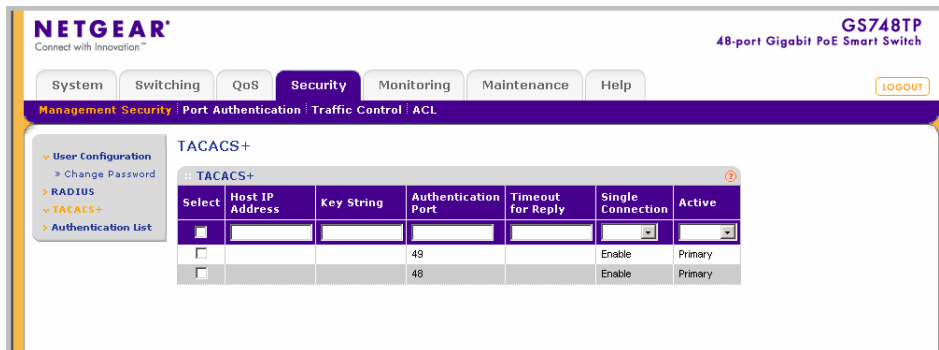 NETGEAR
Connect with Innovation™
GS748TP
48-port Gigabit PoE Smart Switch
System Switching QoS Security Monitoring Maintenance Help LOGOUT
Management Security Port Authentication Traffic Control ACL
User Configuration
» Change Password
RADIUS
TACACS+
Authentication List
TACACS+
TACACS+ ?
Select Host IP Address Key String Authentication Port Timeout for Reply Single Connection Active
49 Enable Primary
48 Enable Primary